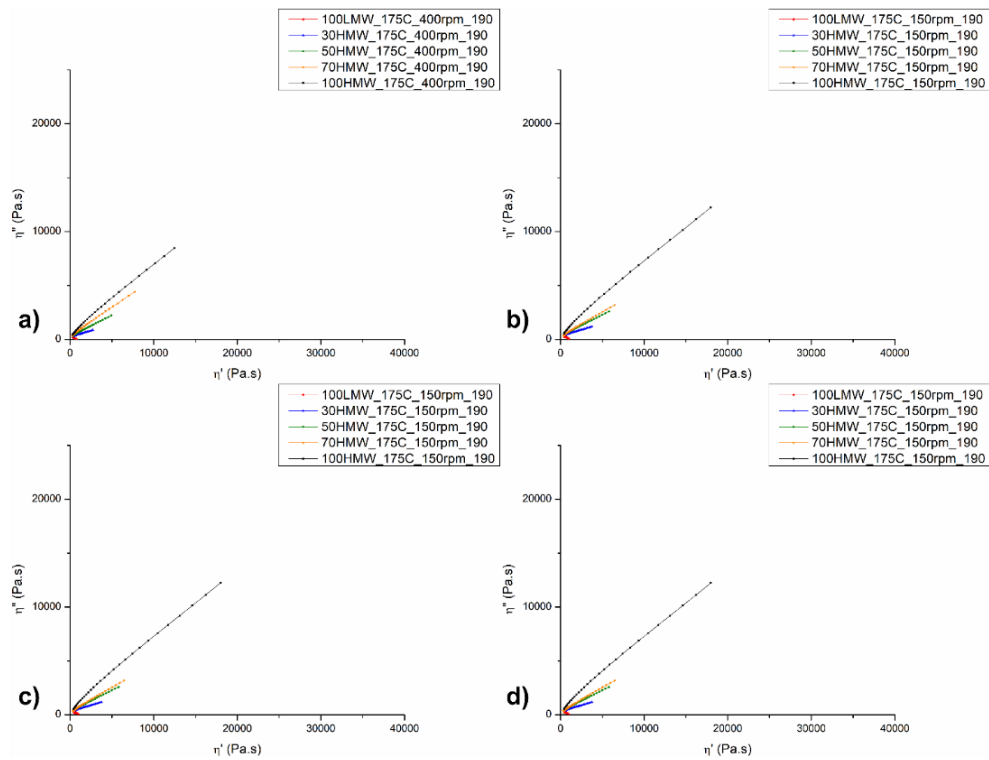 100LMW_175C_400rpm_190
30HMW_175C_400rpm_190
50HMW_175C_400rpm_190
70HMW_175C_400rpm_190
100HMW_175C_400rpm_190
20000
10000
0
η'' (Pa.s)
a)
0 10000 20000 30000 40000
η' (Pa.s)
100LMW_175C_150rpm_190
30HMW_175C_150rpm_190
50HMW_175C_150rpm_190
70HMW_175C_150rpm_190
100HMW_175C_150rpm_190
20000
10000
0
η'' (Pa.s)
b)
0 10000 20000 30000 40000
η' (Pa.s)
100LMW_175C_150rpm_190
30HMW_175C_150rpm_190
50HMW_175C_150rpm_190
70HMW_175C_150rpm_190
100HMW_175C_150rpm_190
20000
10000
0
η'' (Pa.s)
c)
0 10000 20000 30000 40000
η' (Pa.s)
100LMW_175C_150rpm_190
30HMW_175C_150rpm_190
50HMW_175C_150rpm_190
70HMW_175C_150rpm_190
100HMW_175C_150rpm_190
20000
10000
0
η'' (Pa.s)
d)
0 10000 20000 30000 40000
η' (Pa.s)